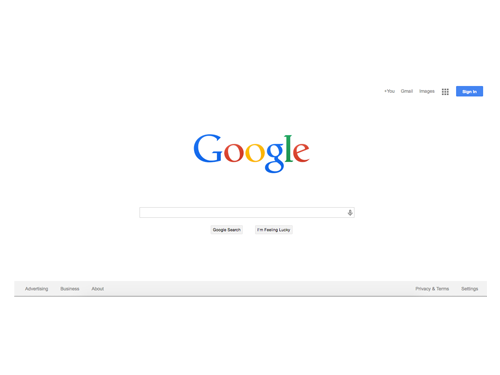 +You Gmail Images Sign in
Google
Google Search I'm Feeling Lucky
Advertising Business About Privacy & Terms Settings